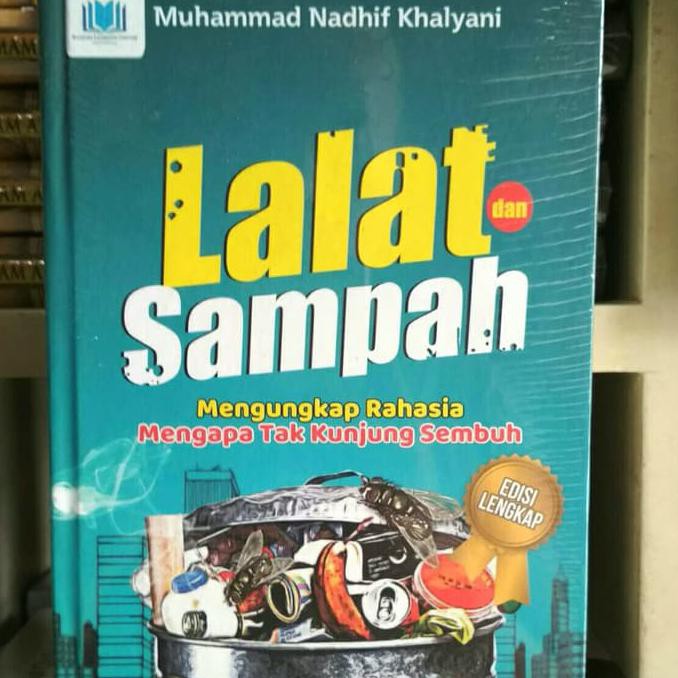 Muhammad Nadhif Khalyani
Lalat
dan
Sampah
Mengungkap Rahasia
Mengapa Tak Kunjung Sembuh
EDISI
LENGKAP